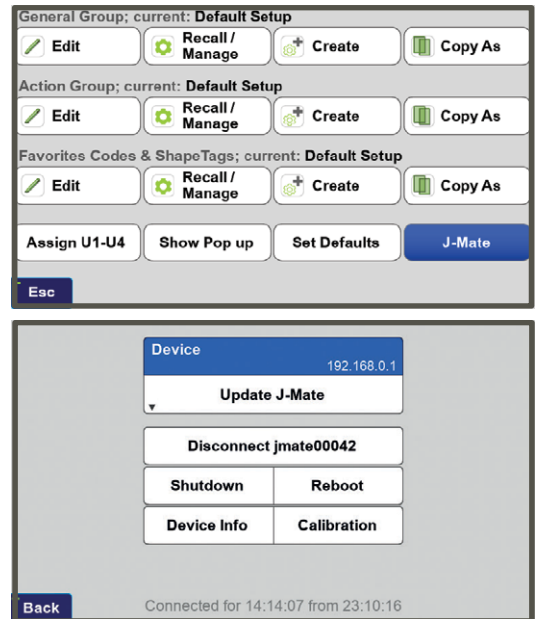 General Group; current: Default Setup
Edit
Recall /
Manage
Create
Copy As
Action Group; current: Default Setup
Edit
Recall /
Manage
Create
Copy As
Favorites Codes & ShapeTags; current: Default Setup
Edit
Recall /
Manage
Create
Copy As
Assign U1-U4 Show Pop up Set Defaults J-Mate
Esc
Device
192.168.0.1
Update J-Mate
Disconnect jmate00042
Shutdown Reboot
Device Info Calibration
Back Connected for 14:14:07 from 23:10:16